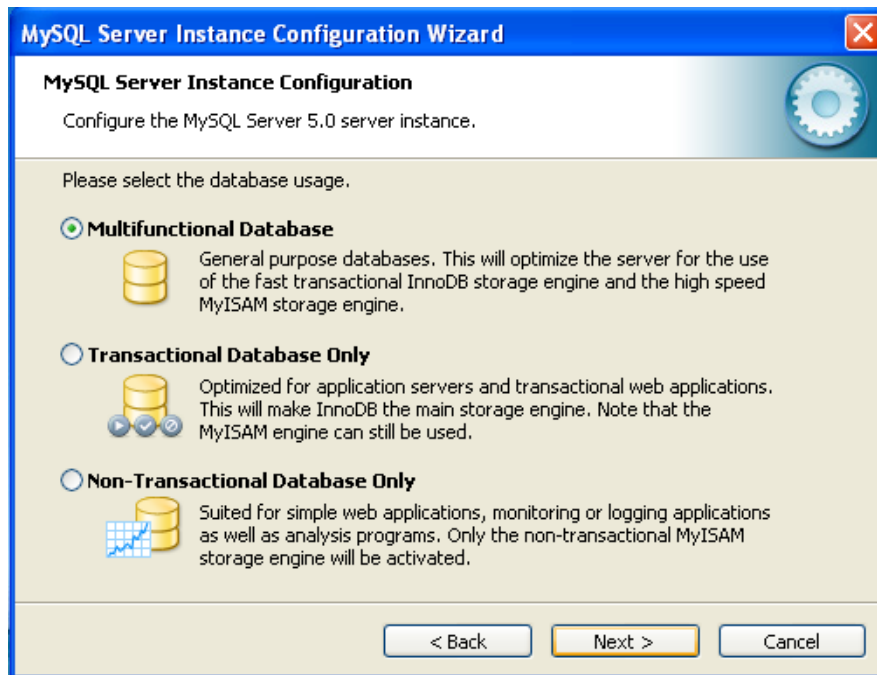 MySQL Server Instance Configuration Wizard
MySQL Server Instance Configuration
Configure the MySQL Server 5.0 server instance.
Please select the database usage.
Multifunctional Database
General purpose databases. This will optimize the server for the use
of the fast transactional InnoDB storage engine and the high speed
MyISAM storage engine.
Transactional Database Only
Optimized for application servers and transactional web applications.
This will make InnoDB the main storage engine. Note that the
MyISAM engine can still be used.
Non-Transactional Database Only
Suited for simple web applications, monitoring or logging applications
as well as analysis programs. Only the non-transactional MyISAM
storage engine will be activated.
< Back Next > Cancel